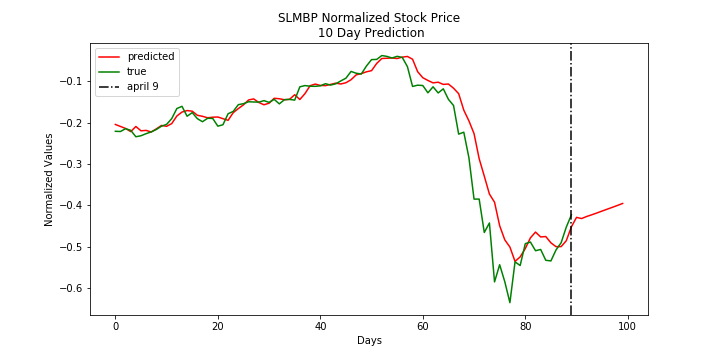 SLMBP Normalized Stock Price
10 Day Prediction
predicted
true
april 9
Normalized Values
−0.1
−0.2
−0.3
−0.4
−0.5
−0.6
0
20
40
60
80
100
Days